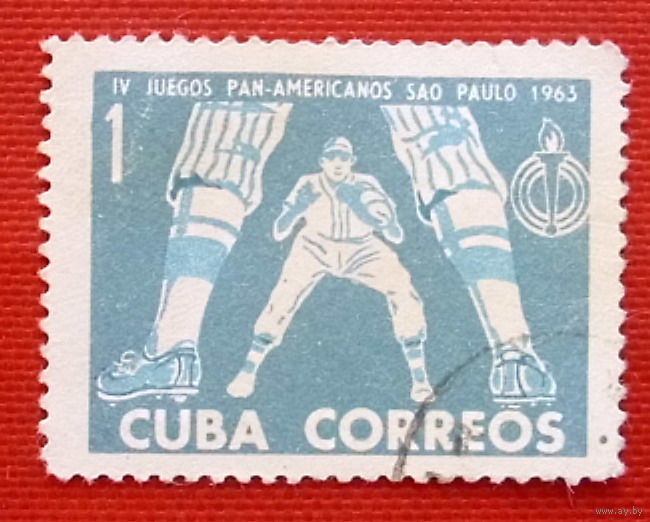 IV JUEGOS PAN-AMERICANOS SAO PAULO 1963
1
CUBA CORREOS
www.ay.by